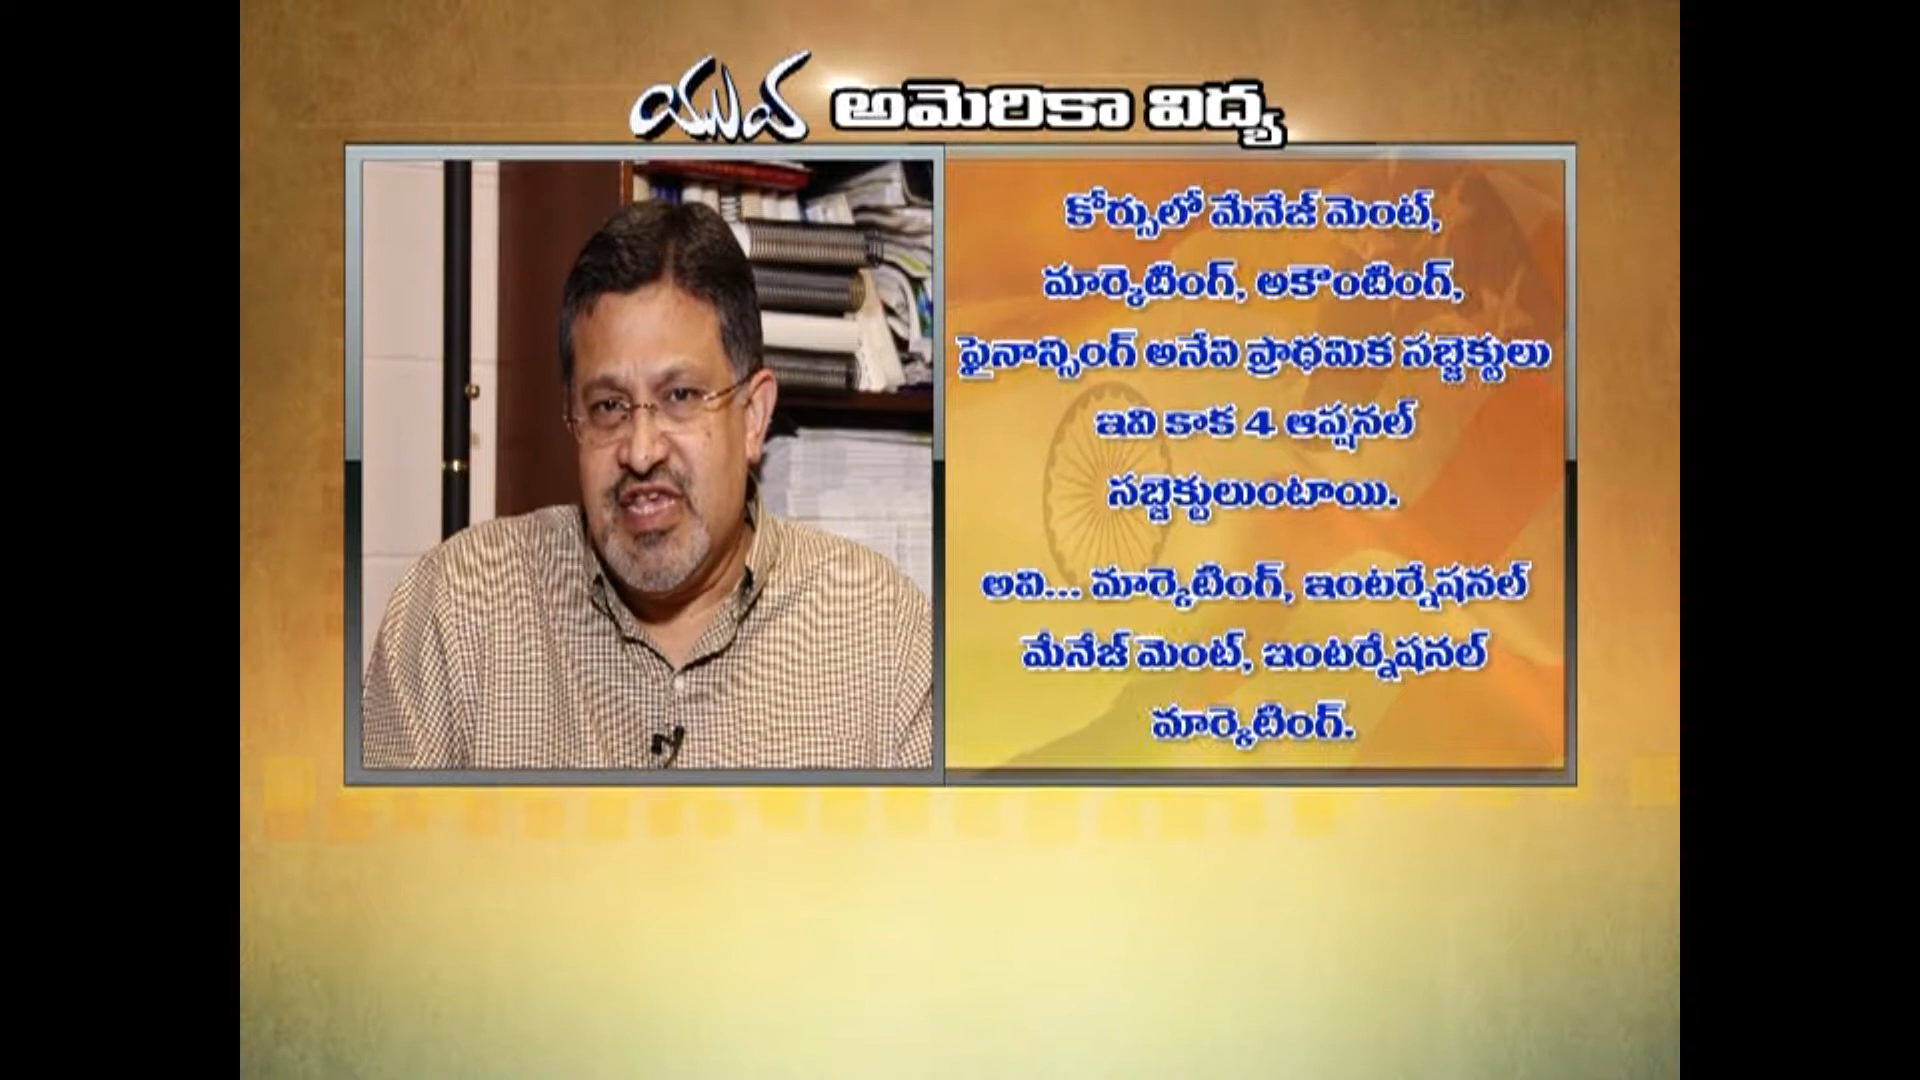 యువ అమెరికా విద్య
కోర్సులో మేనేజ్ మెంట్,
మార్కెటింగ్, అకౌంటింగ్,
ఫైనాన్సింగ్ అనేవి ప్రాథమిక సబ్జెక్టులు
ఇవి కాక 4 ఆప్షనల్
సబ్జెక్టులుంటాయి.
అవి... మార్కెటింగ్, ఇంటర్నేషనల్
మేనేజ్ మెంట్, ఇంటర్నేషనల్
మార్కెటింగ్.